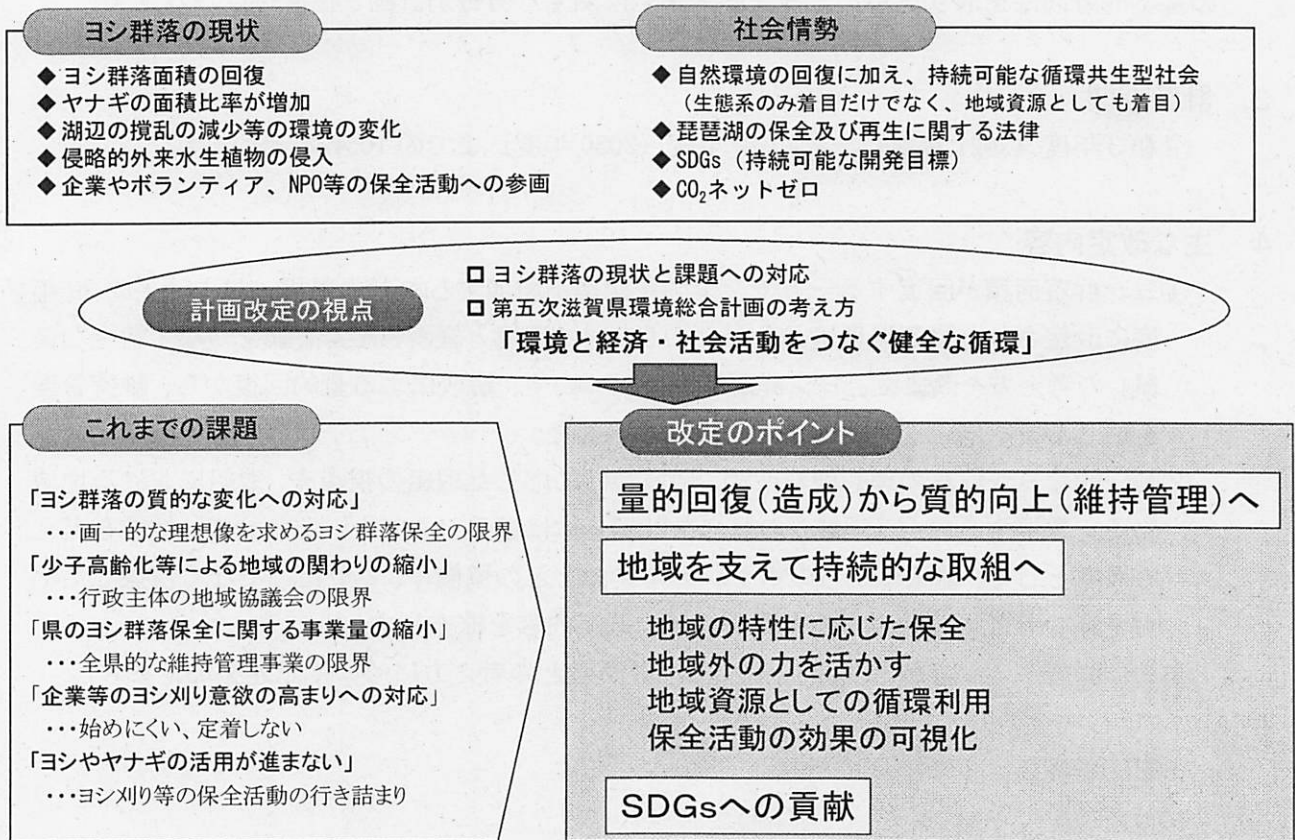 ヨシ群落の現状
◆ ヨシ群落面積の回復
◆ ヤナギの面積比率が増加
◆ 湖辺の撹乱の減少等の環境の変化
◆ 侵略的外来水生植物の侵入
◆ 企業やボランティア、NPO等の保全活動への参画
社会情勢
◆ 自然環境の回復に加え、持続可能な循環共生型社会
（生態系のみ着目だけでなく、地域資源としても着目）
◆ 琵琶湖の保全及び再生に関する法律
◆ SDGs（持続可能な開発目標）
◆ CO₂ネットゼロ
計画改定の視点
□ ヨシ群落の現状と課題への対応
□ 第五次滋賀県環境総合計画の考え方
「環境と経済・社会活動をつなぐ健全な循環」
これまでの課題
「ヨシ群落の質的な変化への対応」
・・・画一的な理想像を求めるヨシ群落保全の限界
「少子高齢化等による地域の関わりの縮小」
・・・行政主体の地域協議会の限界
「県のヨシ群落保全に関する事業量の縮小」
・・・全県的な維持管理事業の限界
「企業等のヨシ刈り意欲の高まりへの対応」
・・・始めにくい、定着しない
「ヨシやヤナギの活用が進まない」
・・・ヨシ刈り等の保全活動の行き詰まり
改定のポイント
量的回復（造成）から質的向上（維持管理）へ
地域を支えて持続的な取組へ
地域の特性に応じた保全
地域外の力を活かす
地域資源としての循環利用
保全活動の効果の可視化
SDGsへの貢献